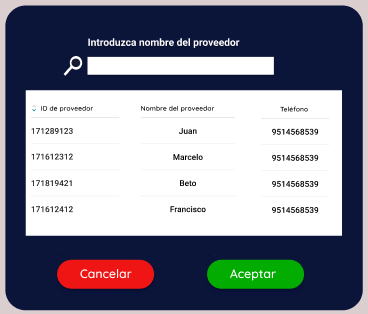 Introduzca nombre del proveedor
ID de proveedor Nombre del proveedor Teléfono
171289123 Juan 9514568539
171612312 Marcelo 9514568539
171819421 Beto 9514568539
171612412 Francisco 9514568539
Cancelar Aceptar